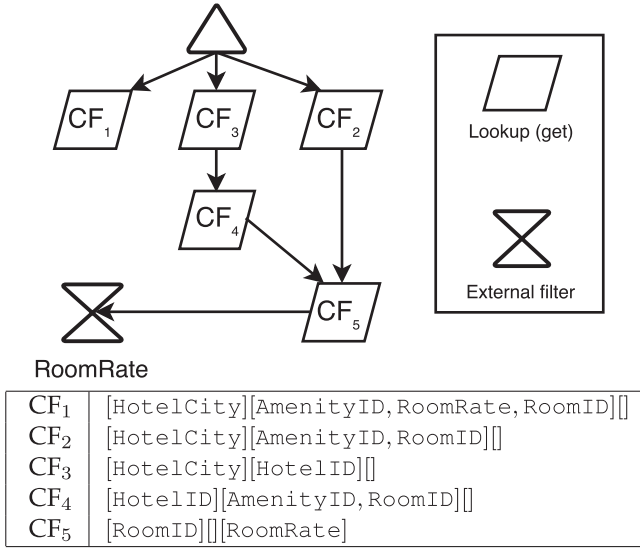 CF₁
CF₃
CF₂
Lookup (get)
CF₄
External filter
CF₅
RoomRate
CF₁ [HotelCity][AmenityID,RoomRate,RoomID][]
CF₂ [HotelCity][AmenityID,RoomID][]
CF₃ [HotelCity][HotelID][]
CF₄ [HotelID][AmenityID,RoomID][]
CF₅ [RoomID][][RoomRate]